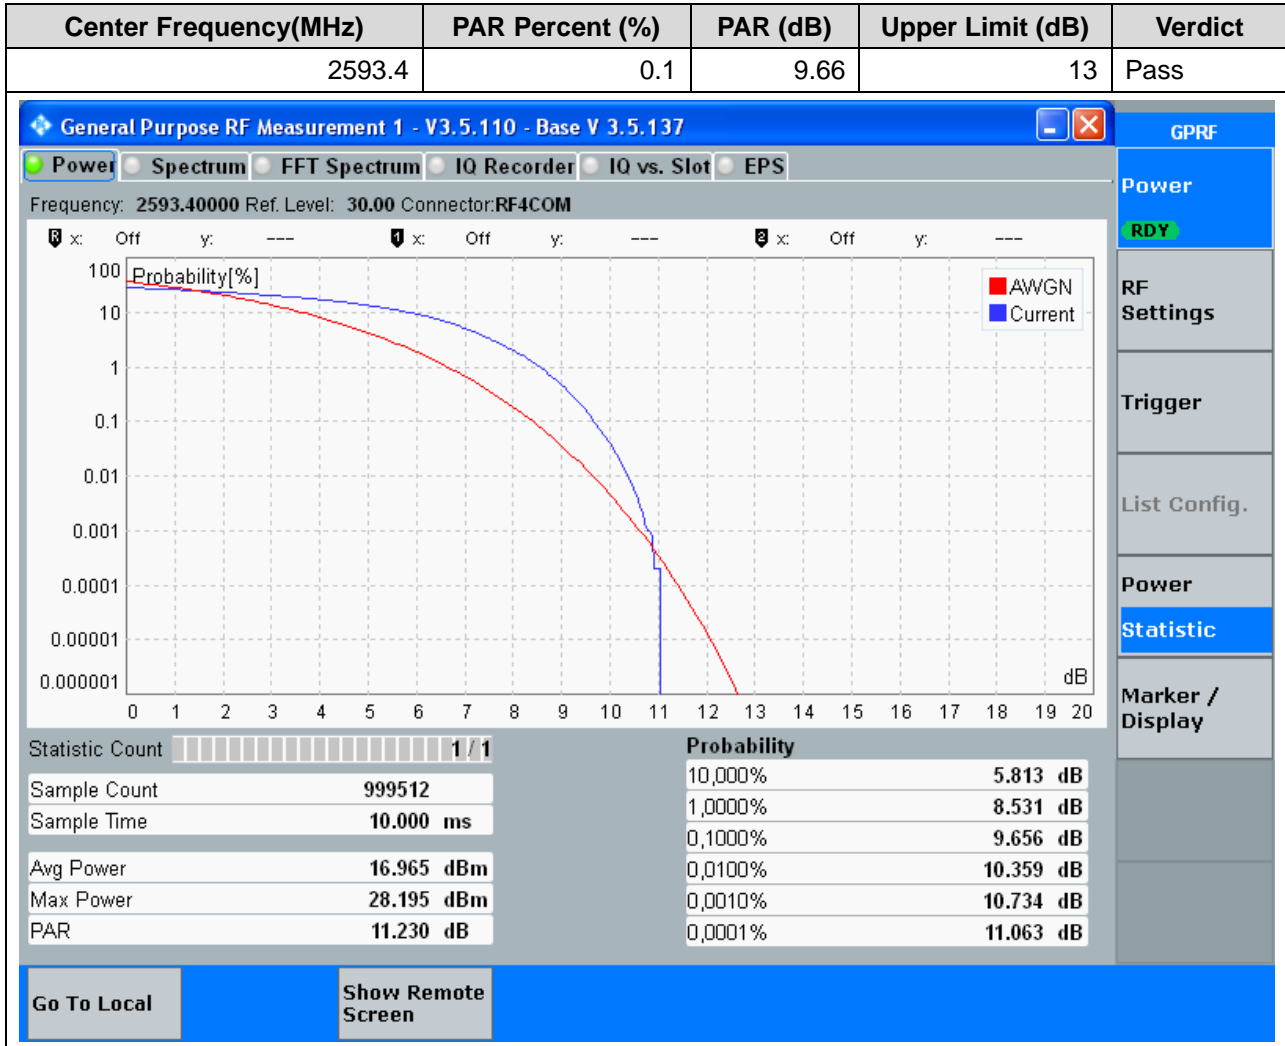 Center Frequency(MHz) PAR Percent (%) PAR (dB) Upper Limit (dB) Verdict
2593.4 0.1 9.66 13 Pass
General Purpose RF Measurement 1 - V3.5.110 - Base V 3.5.137
GPRF
Power Spectrum FFT Spectrum IQ Recorder IQ vs. Slot EPS
Frequency: 2593.40000 Ref. Level: 30.00 Connector:RF4COM
R x: Off y: --- 1 x: Off y: --- 2 x: Off y: ---
Probability[%]
100
10
1
0.1
0.01
0.001
0.0001
0.00001
0.000001
AWGN
Current
dB
0 1 2 3 4 5 6 7 8 9 10 11 12 13 14 15 16 17 18 19 20
Statistic Count 1 / 1
Sample Count 999512
Sample Time 10.000 ms
Avg Power 16.965 dBm
Max Power 28.195 dBm
PAR 11.230 dB
Probability
10,000% 5.813 dB
1,0000% 8.531 dB
0,1000% 9.656 dB
0,0100% 10.359 dB
0,0010% 10.734 dB
0,0001% 11.063 dB
Power
RDY
RF
Settings
Trigger
List Config.
Power
Statistic
Marker /
Display
Go To Local
Show Remote
Screen